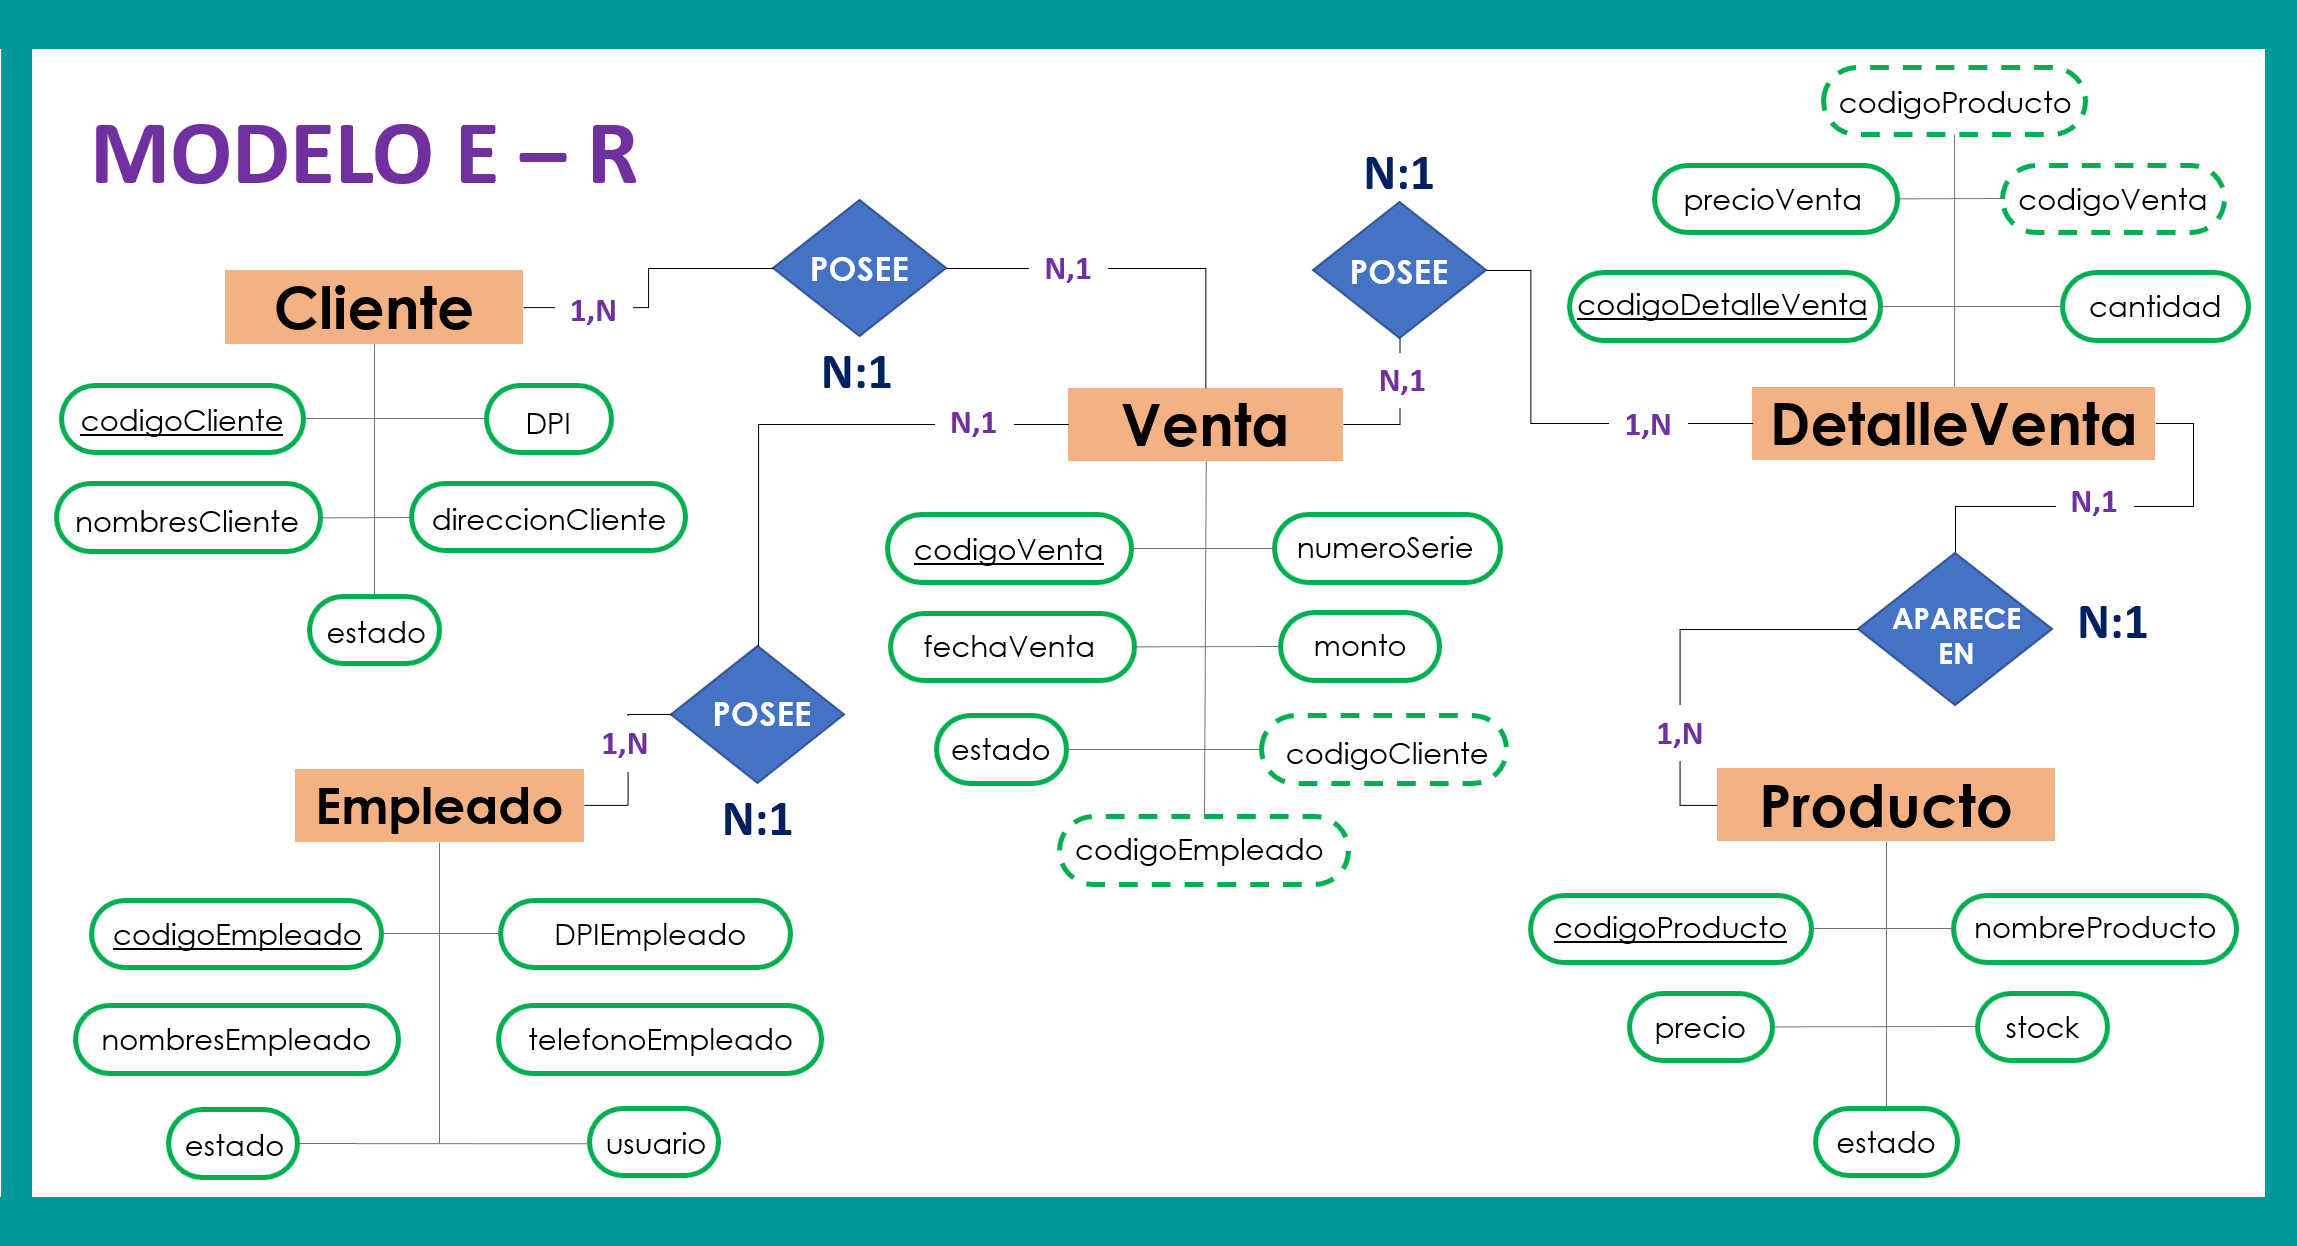 MODELO E – R
Cliente
1,N
POSEE
N:1
N,1
codigoCliente
DPI
nombresCliente
direccionCliente
estado
Empleado
1,N
POSEE
N:1
N,1
codigoEmpleado
DPIEmpleado
nombresEmpleado
telefonoEmpleado
estado
usuario
Venta
codigoVenta
numeroSerie
fechaVenta
monto
estado
codigoCliente
codigoEmpleado
N:1
POSEE
N,1
1,N
codigoProducto
precioVenta
codigoVenta
codigoDetalleVenta
cantidad
DetalleVenta
N,1
APARECE
EN
N:1
1,N
Producto
codigoProducto
nombreProducto
precio
stock
estado